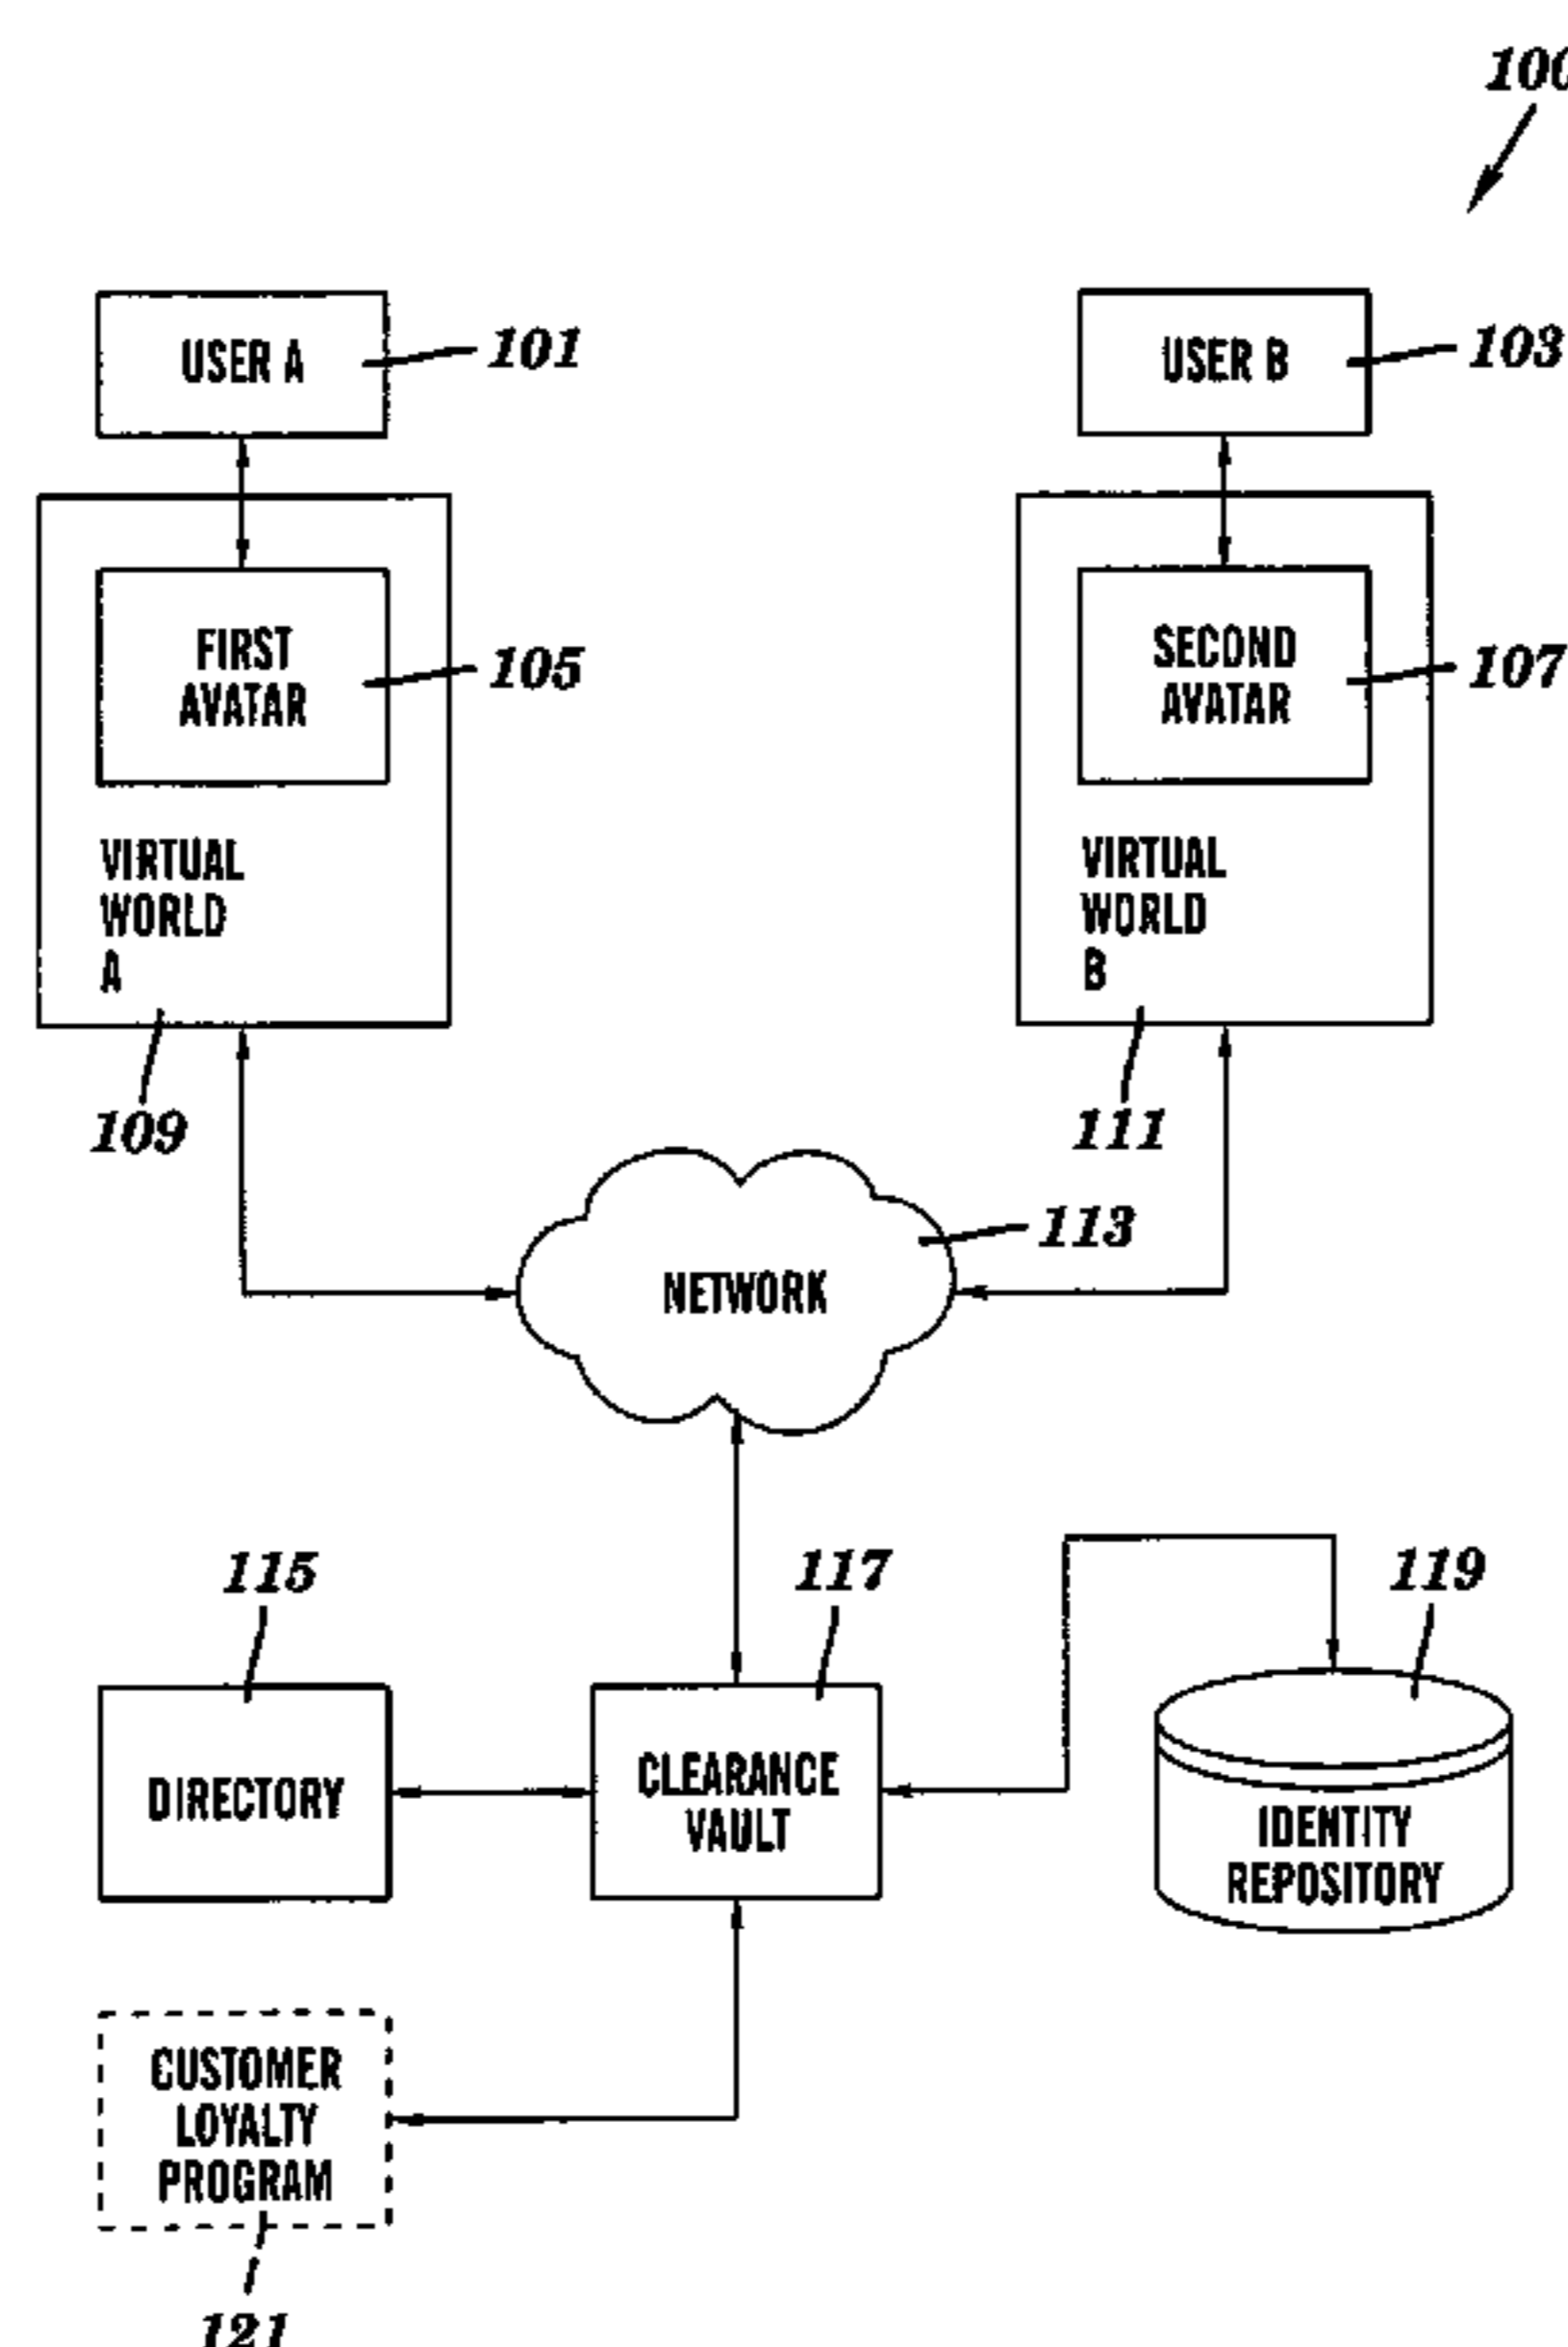 100
USER A
101
USER B
103
FIRST
AVATAR
105
SECOND
AVATAR
107
VIRTUAL
WORLD
A
VIRTUAL
WORLD
B
109
111
113
NETWORK
115
117
119
DIRECTORY
CLEARANCE
VAULT
IDENTITY
REPOSITORY
CUSTOMER
LOYALTY
PROGRAM
121